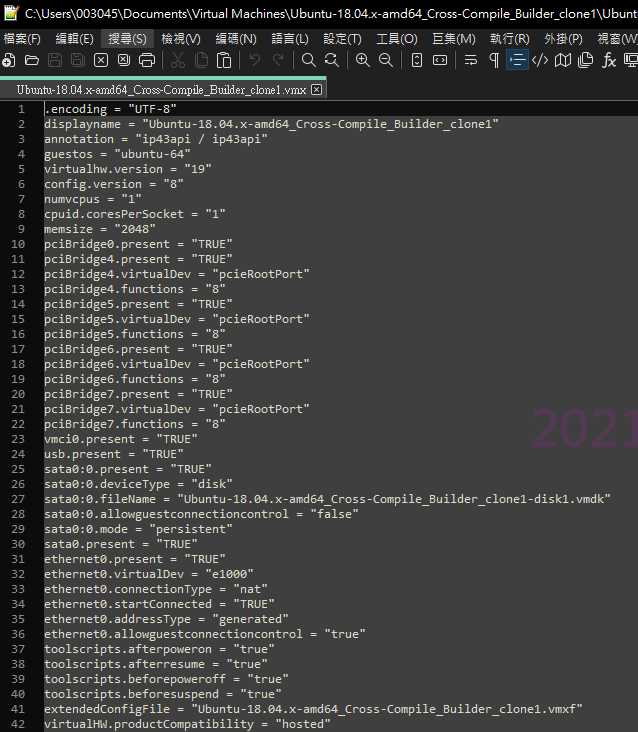 C:\Users\003045\Documents\Virtual Machines\Ubuntu-18.04.x-amd64_Cross-Compile_Builder_clone1\Ubunt
檔案(F) 編輯(E) 搜尋(S) 檢視(V) 編碼(N) 語言(L) 設定(T) 工具(O) 巨集(M) 執行(R) 外掛(P) 視窗(W
Ubuntu-18.04.x-amd64_Cross-Compile_Builder_clone1.vmx
1 .encoding = "UTF-8"
2 displayname = "Ubuntu-18.04.x-amd64_Cross-Compile_Builder_clone1"
3 annotation = "ip43api / ip43api"
4 guestos = "ubuntu-64"
5 virtualhw.version = "19"
6 config.version = "8"
7 numvcpus = "1"
8 cpuid.coresPerSocket = "1"
9 memsize = "2048"
10 pciBridge0.present = "TRUE"
11 pciBridge4.present = "TRUE"
12 pciBridge4.virtualDev = "pcieRootPort"
13 pciBridge4.functions = "8"
14 pciBridge5.present = "TRUE"
15 pciBridge5.virtualDev = "pcieRootPort"
16 pciBridge5.functions = "8"
17 pciBridge6.present = "TRUE"
18 pciBridge6.virtualDev = "pcieRootPort"
19 pciBridge6.functions = "8"
20 pciBridge7.present = "TRUE"
21 pciBridge7.virtualDev = "pcieRootPort"
22 pciBridge7.functions = "8"
2021
23 vmci0.present = "TRUE"
24 usb.present = "TRUE"
25 sata0:0.present = "TRUE"
26 sata0:0.deviceType = "disk"
27 sata0:0.fileName = "Ubuntu-18.04.x-amd64_Cross-Compile_Builder_clone1-disk1.vmdk"
28 sata0:0.allowguestconnectioncontrol = "false"
29 sata0:0.mode = "persistent"
30 sata0.present = "TRUE"
31 ethernet0.present = "TRUE"
32 ethernet0.virtualDev = "e1000"
33 ethernet0.connectionType = "nat"
34 ethernet0.startConnected = "TRUE"
35 ethernet0.addressType = "generated"
36 ethernet0.allowguestconnectioncontrol = "true"
37 toolscripts.afterpoweron = "true"
38 toolscripts.afterresume = "true"
39 toolscripts.beforepoweroff = "true"
40 toolscripts.beforesuspend = "true"
41 extendedConfigFile = "Ubuntu-18.04.x-amd64_Cross-Compile_Builder_clone1.vmxf"
42 virtualHW.productCompatibility = "hosted"